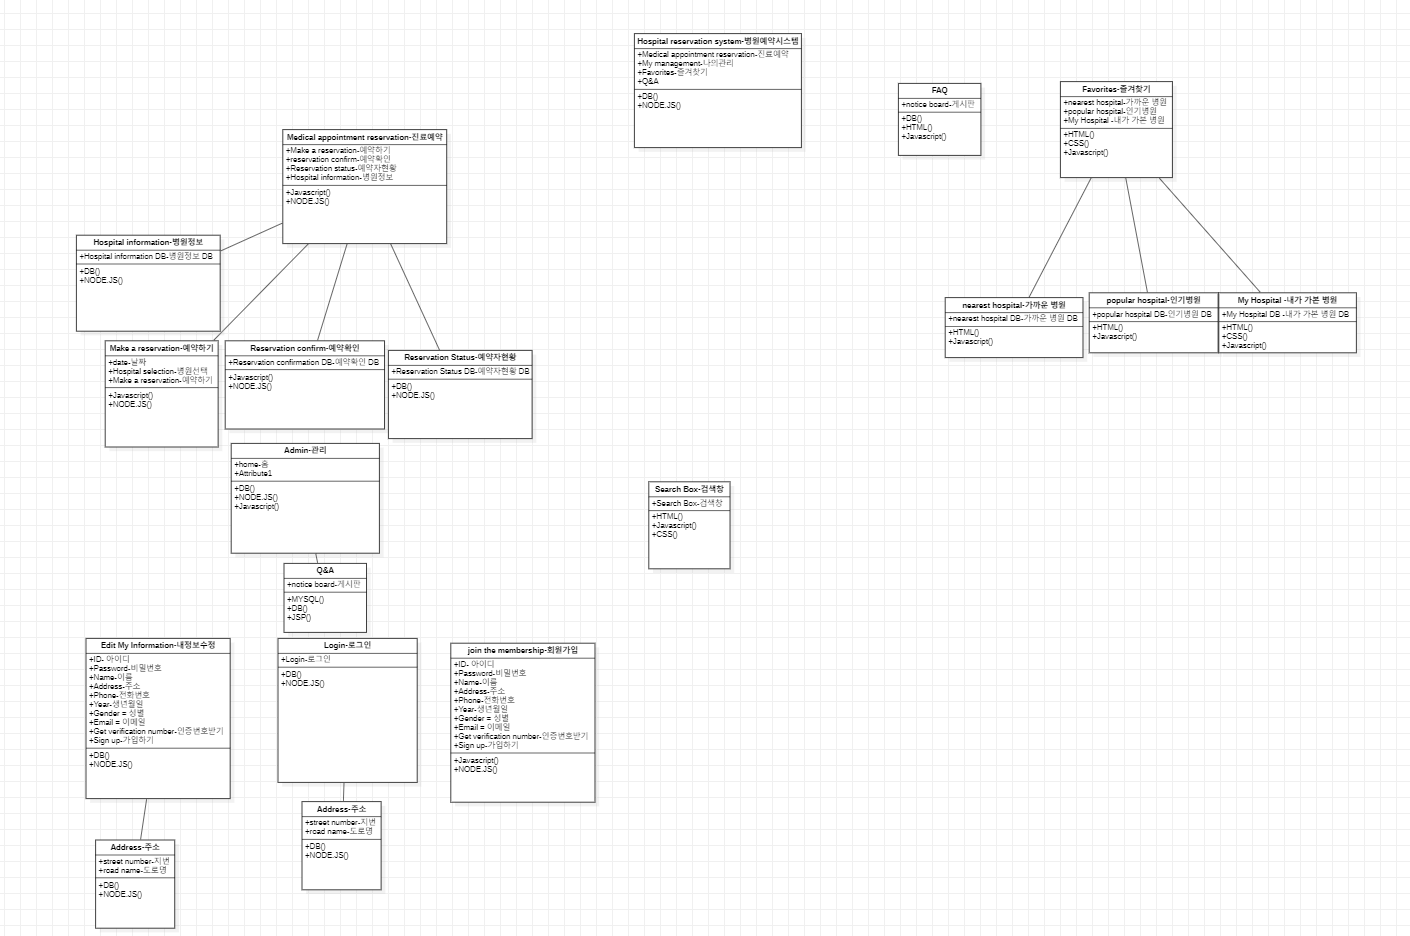 Hospital reservation system-병원예약시스템
+Medical appointment reservation-진료예약
+My management-나의관리
+Favorites-즐겨찾기
+Q&A
+DB()
+NODE.JS()
FAQ
+notice board-게시판
+DB()
+HTML()
+Javascript()
Favorites-즐겨찾기
+nearest hospital-가까운 병원
+popular hospital-인기병원
+My Hospital -내가 가본 병원
+HTML()
+CSS()
+Javascript()
Medical appointment reservation-진료예약
+Make a reservation-예약하기
+reservation confirm-예약확인
+Reservation status-예약자현황
+Hospital information-병원정보
+Javascript()
+NODE.JS()
Hospital information-병원정보
+Hospital information DB-병원정보 DB
+DB()
+NODE.JS()
nearest hospital-가까운 병원
+nearest hospital DB-가까운 병원 DB
+HTML()
+Javascript()
popular hospital-인기병원
+popular hospital DB-인기병원 DB
+HTML()
+Javascript()
My Hospital -내가 가본 병원
+My Hospital DB -내가 가본 병원 DB
+HTML()
+CSS()
+Javascript()
Make a reservation-예약하기
+date-날짜
+Hospital selection-병원선택
+Make a reservation-예약하기
+Javascript()
+NODE.JS()
Reservation confirm-예약확인
+Reservation confirmation DB-예약확인 DB
+Javascript()
+NODE.JS()
Reservation Status-예약자현황
+Reservation Status DB-예약자현황 DB
+DB()
+NODE.JS()
Admin-관리
+home-홈
+Attribute1
+DB()
+NODE.JS()
+Javascript()
Search Box-검색창
+Search Box-검색창
+HTML()
+Javascript()
+CSS()
Q&A
+notice board-게시판
+MYSQL()
+DB()
+JSP()
Edit My Information-내정보수정
+ID- 아이디
+Password-비밀번호
+Name-이름
+Address-주소
+Phone-전화번호
+Year-생년월일
+Gender = 성별
+Email = 이메일
+Get verification number-인증번호받기
+Sign up-가입하기
+DB()
+NODE.JS()
Login-로그인
+Login-로그인
+DB()
+NODE.JS()
join the membership-회원가입
+ID- 아이디
+Password-비밀번호
+Name-이름
+Address-주소
+Phone-전화번호
+Year-생년월일
+Gender = 성별
+Email = 이메일
+Get verification number-인증번호받기
+Sign up-가입하기
+Javascript()
+NODE.JS()
Address-주소
+street number-지번
+road name-도로명
+DB()
+NODE.JS()
Address-주소
+street number-지번
+road name-도로명
+DB()
+NODE.JS()